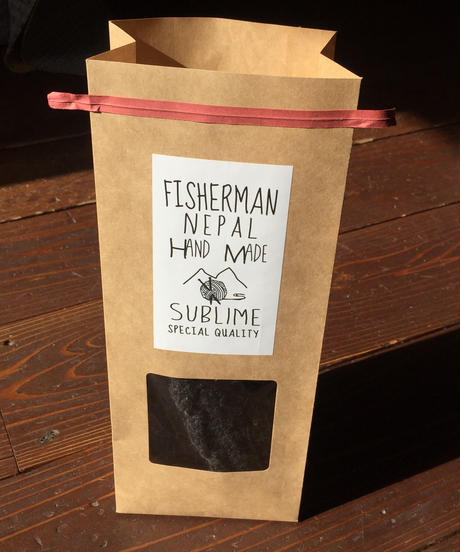 FISHERMAN
NEPAL
HAND MADE
SUBLIME
SPECIAL QUALITY